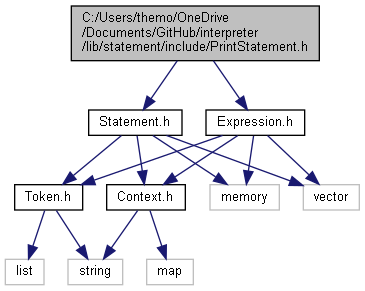 C:/Users/themo/OneDrive
/Documents/GitHub/interpreter
/lib/statement/include/PrintStatement.h
Statement.h
Expression.h
Token.h
Context.h
memory
vector
list
string
map